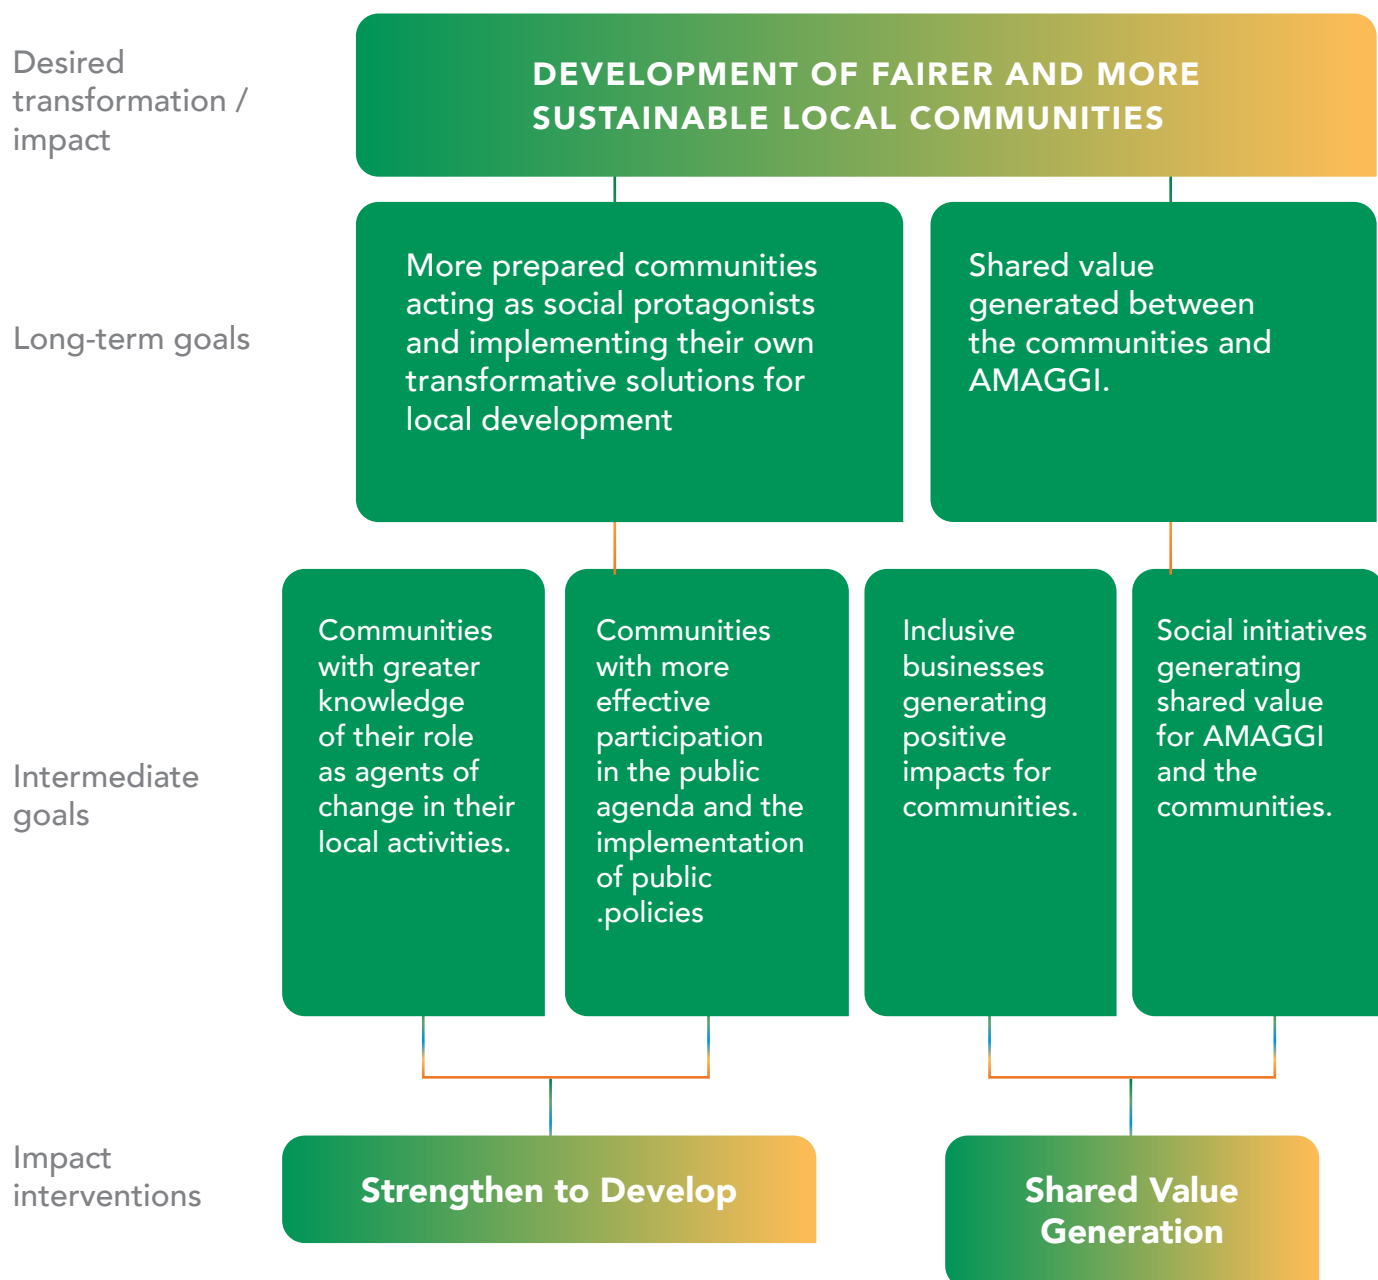 Desired
transformation /
impact
DEVELOPMENT OF FAIRER AND MORE
SUSTAINABLE LOCAL COMMUNITIES
Long-term goals
More prepared communities
acting as social protagonists
and implementing their own
transformative solutions for
local development
Shared value
generated between
the communities and
AMAGGI.
Intermediate
goals
Communities
with greater
knowledge
of their role
as agents of
change in their
local activities.
Communities
with more
effective
participation
in the public
agenda and the
implementation
of public
.policies
Inclusive
businesses
generating
positive
impacts for
communities.
Social initiatives
generating
shared value
for AMAGGI
and the
communities.
Impact
interventions
Strengthen to Develop
Shared Value
Generation